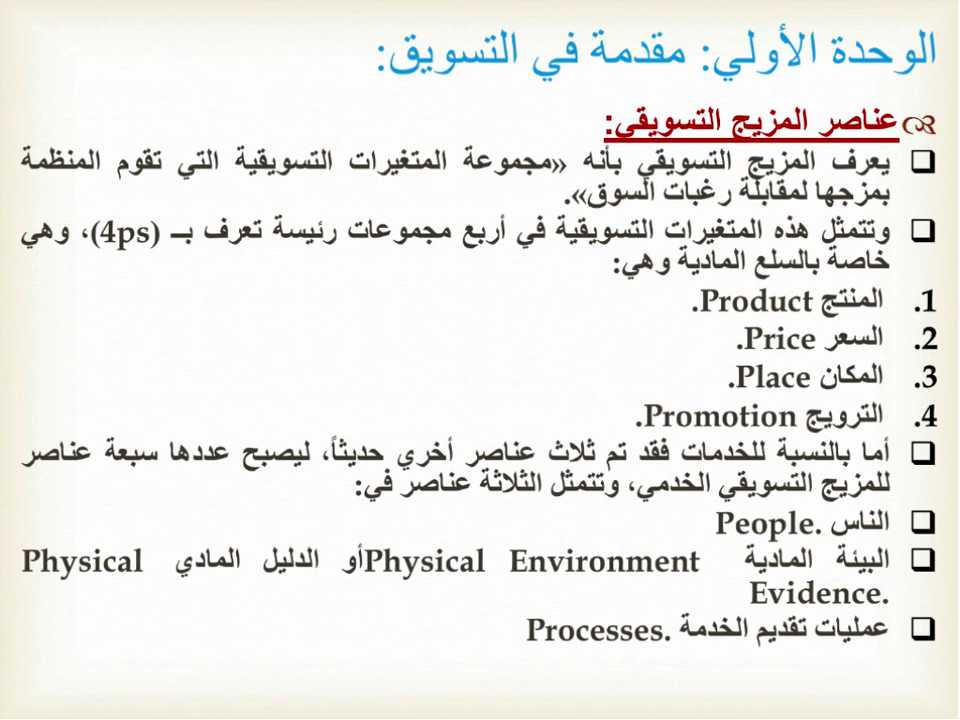 الوحدة الأولي: مقدمة في التسويق:
عناصر المزيج التسويقي:
❑ يعرف المزيج التسويقي بأنه «مجموعة المتغيرات التسويقية التي تقوم المنظمة
بمزجها لمقابلة رغبات السوق».
❑ وتتمثل هذه المتغيرات التسويقية في أربع مجموعات رئيسة تعرف بــ (4ps)، وهي
خاصة بالسلع المادية وهي:
1. المنتج Product.
2. السعر Price.
3. المكان Place.
4. الترويج Promotion.
❑ أما بالنسبة للخدمات فقد تم ثلاث عناصر أخري حديثاً، ليصبح عددها سبعة عناصر
للمزيج التسويقي الخدمي، وتتمثل الثلاثة عناصر في:
❑ الناس People.
❑ البيئة المادية Physical Environment أو الدليل المادي Physical
Evidence.
❑ عمليات تقديم الخدمة Processes.